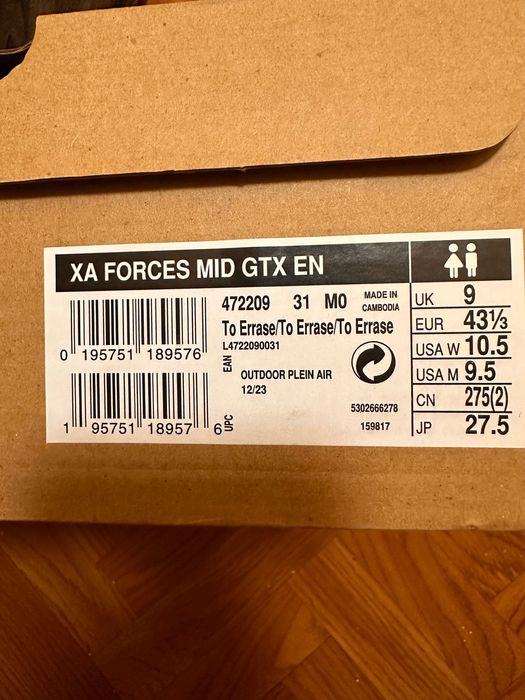 XA FORCES MID GTX EN
472209 31 M0 MADE IN CAMBODIA
To Errase/To Errase/To Errase
L4722090031
0 195751 189576
EAN
OUTDOOR PLEIN AIR
12/23
5302666278
159817
1 95751 18957 6
UPC
UK 9
EUR 43⅓
USA W 10.5
USA M 9.5
CN 275(2)
JP 27.5